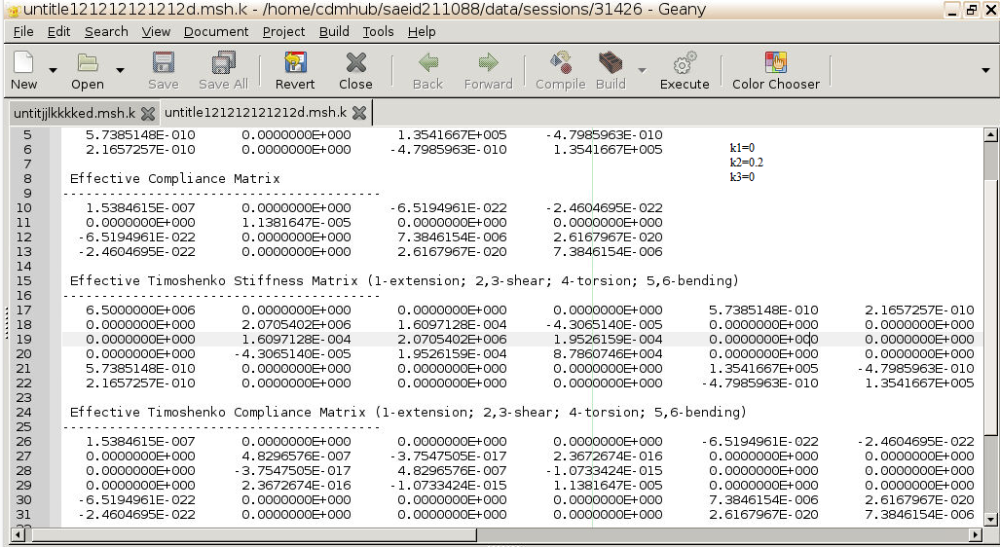 untitle121212121212d.msh.k - /home/cdmhub/saeid211088/data/sessions/31426 - Geany
File Edit Search View Document Project Build Tools Help
New Open Save Save All Revert Close Back Forward Compile Build Execute Color Chooser
untitjjlkkkked.msh.k untitle121212121212d.msh.k
5 5.7385148E-010 0.0000000E+000 1.3541667E+005 -4.7985963E-010
6 2.1657257E-010 0.0000000E+000 -4.7985963E-010 1.3541667E+005
k1=0
7
k2=0.2
8 Effective Compliance Matrix
k3=0
9 ----------------------------------------
10 1.5384615E-007 0.0000000E+000 -6.5194961E-022 -2.4604695E-022
11 0.0000000E+000 1.1381647E-005 0.0000000E+000 0.0000000E+000
12 -6.5194961E-022 0.0000000E+000 7.3846154E-006 2.6167967E-020
13 -2.4604695E-022 0.0000000E+000 2.6167967E-020 7.3846154E-006
14
15 Effective Timoshenko Stiffness Matrix (1-extension; 2,3-shear; 4-torsion; 5,6-bending)
16 ----------------------------------------
17 6.5000000E+006 0.0000000E+000 0.0000000E+000 0.0000000E+000 5.7385148E-010 2.1657257E-010
18 0.0000000E+000 2.0705402E+006 1.6097128E-004 -4.3065140E-005 0.0000000E+000 0.0000000E+000
19 0.0000000E+000 1.6097128E-004 2.0705402E+006 1.9526159E-004 0.0000000E+000 0.0000000E+000
20 0.0000000E+000 -4.3065140E-005 1.9526159E-004 8.7860746E+004 0.0000000E+000 0.0000000E+000
21 5.7385148E-010 0.0000000E+000 0.0000000E+000 0.0000000E+000 1.3541667E+005 -4.7985963E-010
22 2.1657257E-010 0.0000000E+000 0.0000000E+000 0.0000000E+000 -4.7985963E-010 1.3541667E+005
23
24 Effective Timoshenko Compliance Matrix (1-extension; 2,3-shear; 4-torsion; 5,6-bending)
25 ----------------------------------------
26 1.5384615E-007 0.0000000E+000 0.0000000E+000 0.0000000E+000 -6.5194961E-022 -2.4604695E-022
27 0.0000000E+000 4.8296576E-007 -3.7547505E-017 2.3672674E-016 0.0000000E+000 0.0000000E+000
28 0.0000000E+000 -3.7547505E-017 4.8296576E-007 -1.0733424E-015 0.0000000E+000 0.0000000E+000
29 0.0000000E+000 2.3672674E-016 -1.0733424E-015 1.1381647E-005 0.0000000E+000 0.0000000E+000
30 -6.5194961E-022 0.0000000E+000 0.0000000E+000 0.0000000E+000 7.3846154E-006 2.6167967E-020
31 -2.4604695E-022 0.0000000E+000 0.0000000E+000 0.0000000E+000 2.6167967E-020 7.3846154E-006